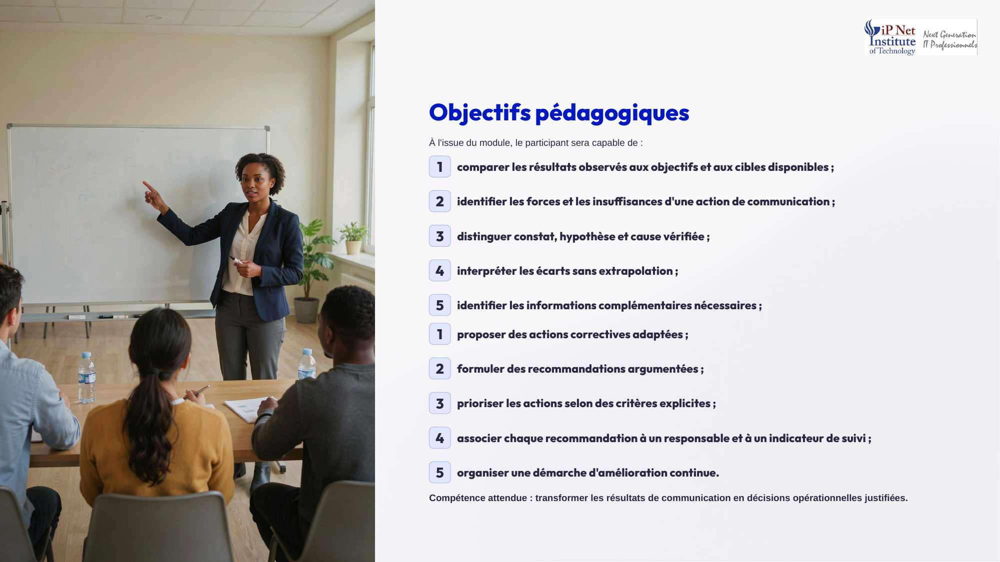 iP Net
Institute
of Technology
Next Generation
IT Professionnels
Objectifs pédagogiques
À l'issue du module, le participant sera capable de :
1 comparer les résultats observés aux objectifs et aux cibles disponibles ;
2 identifier les forces et les insuffisances d'une action de communication ;
3 distinguer constat, hypothèse et cause vérifiée ;
4 interpréter les écarts sans extrapolation ;
5 identifier les informations complémentaires nécessaires ;
1 proposer des actions correctives adaptées ;
2 formuler des recommandations argumentées ;
3 prioriser les actions selon des critères explicites ;
4 associer chaque recommandation à un responsable et à un indicateur de suivi ;
5 organiser une démarche d'amélioration continue.
Compétence attendue : transformer les résultats de communication en décisions opérationnelles justifiées.